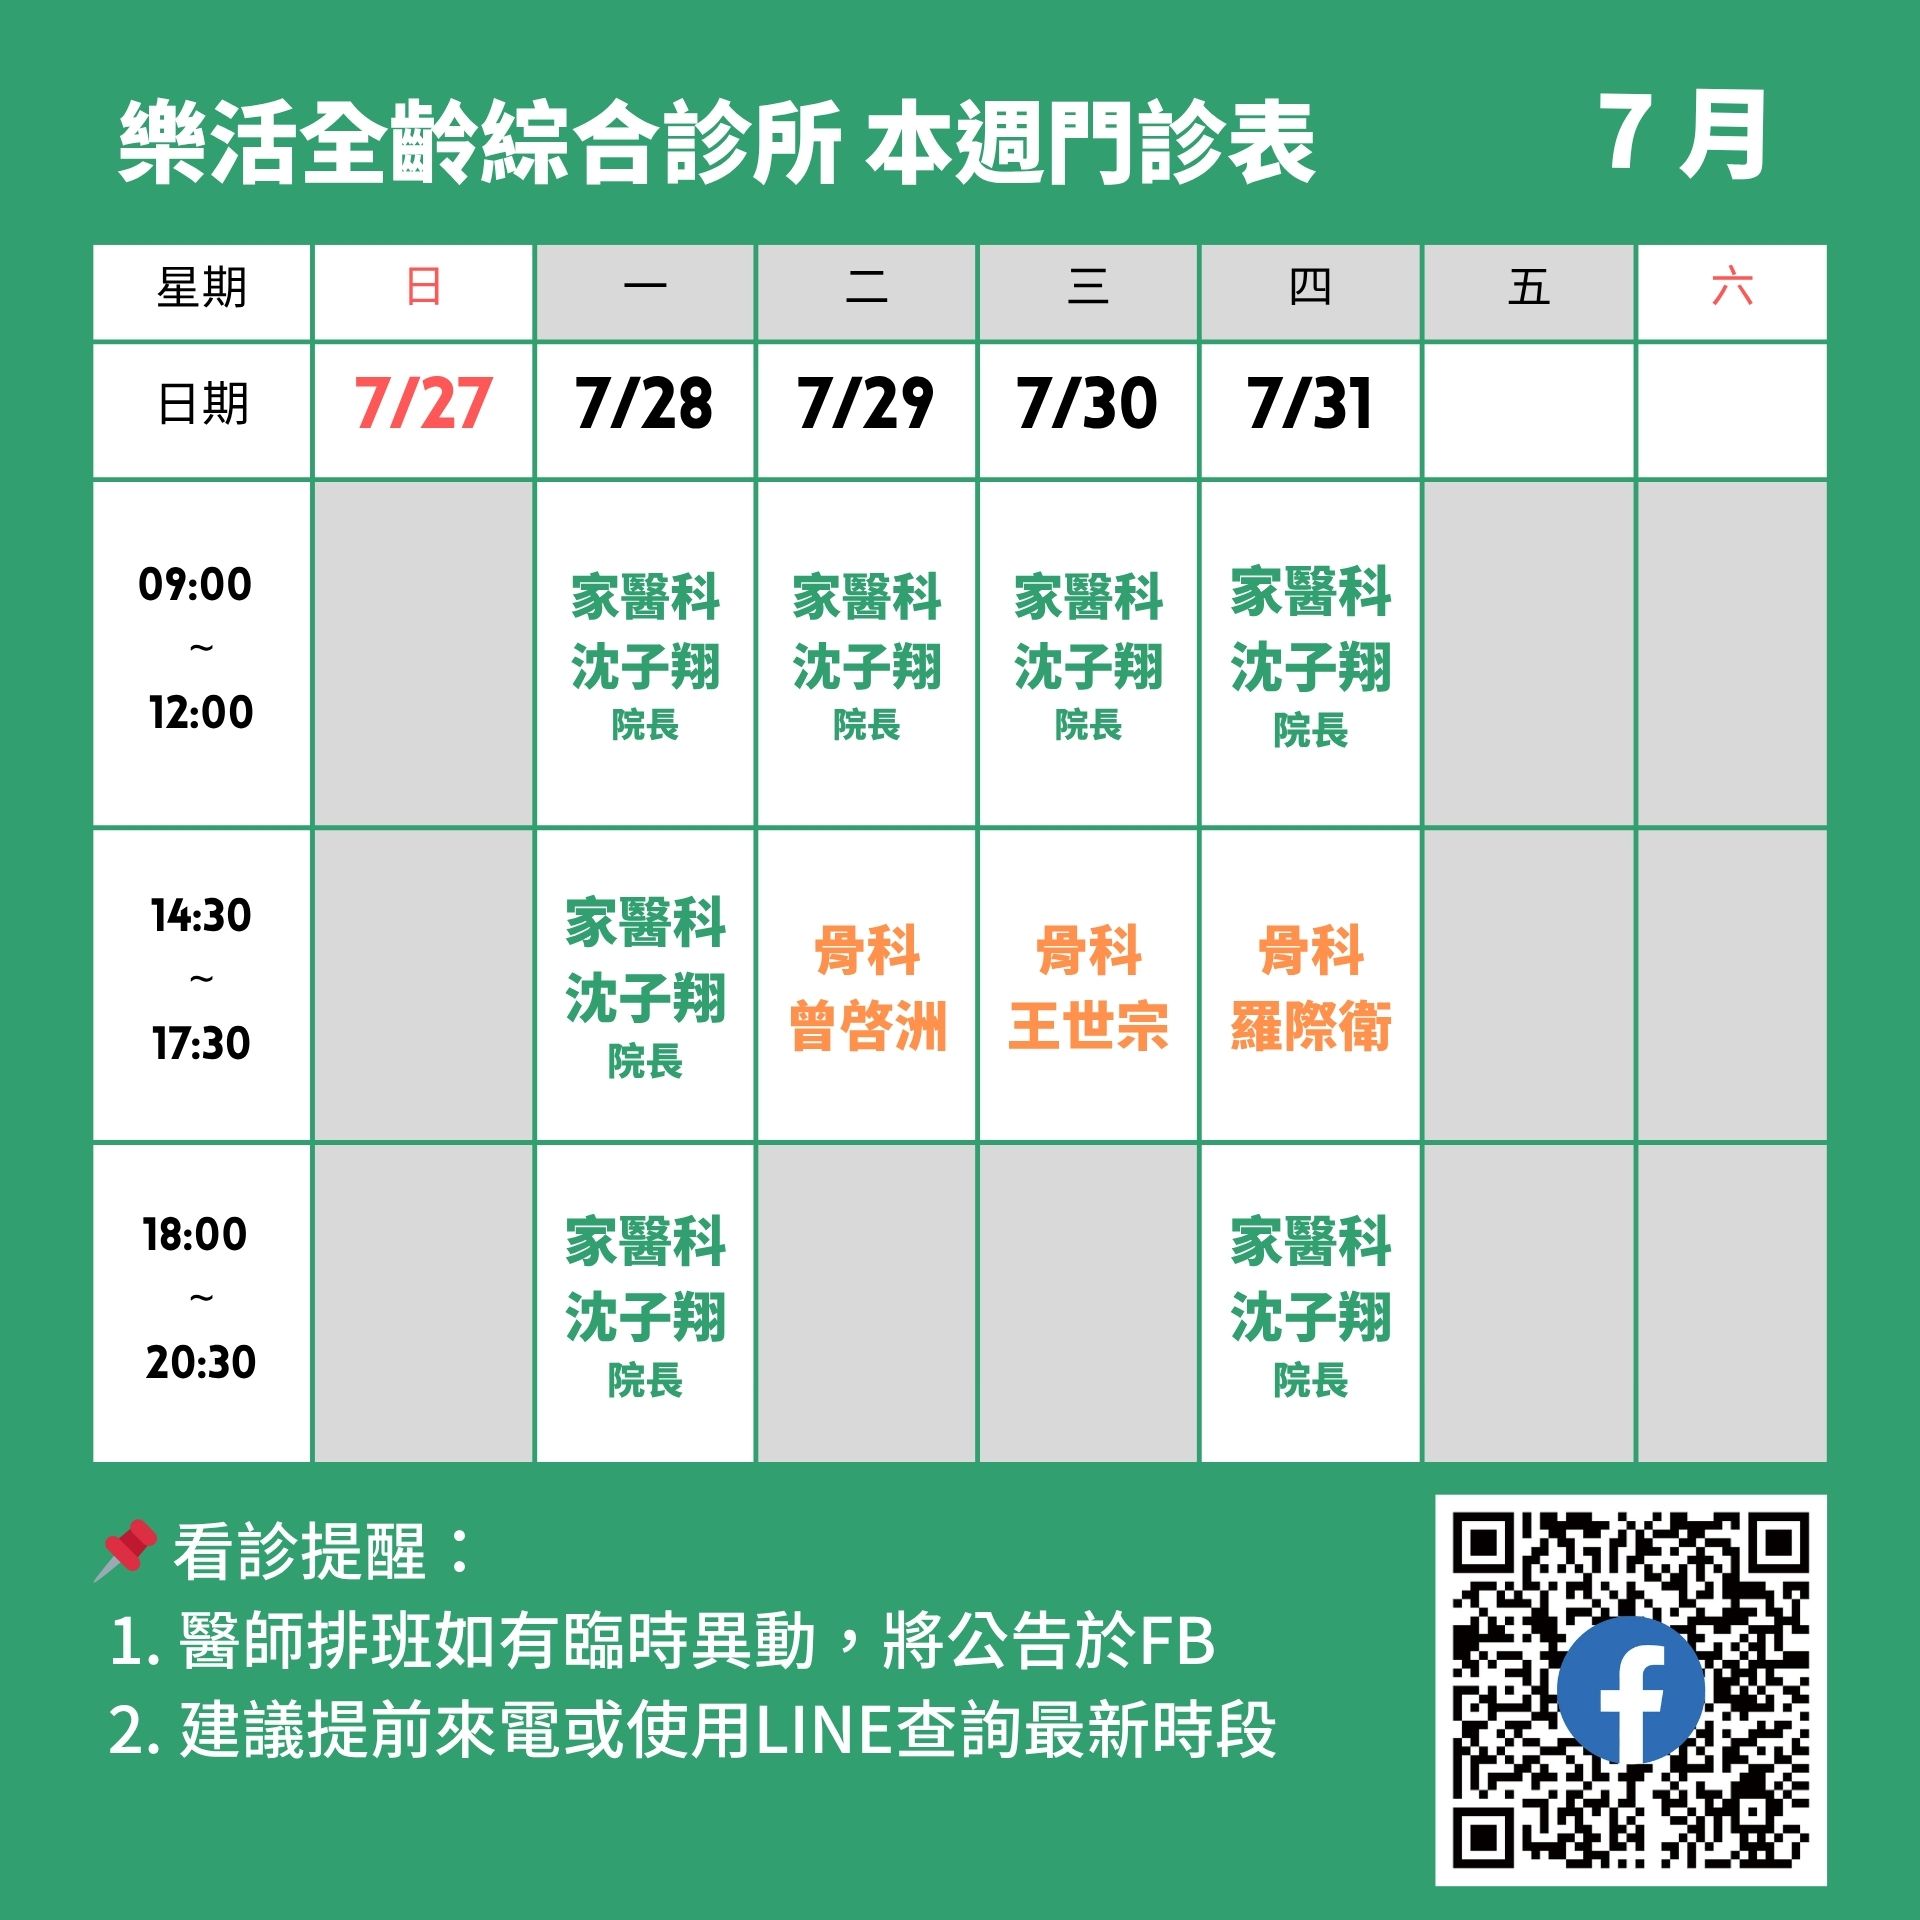 樂活全齡綜合診所 本週門診表
7 月
星期 日 一 二 三 四 五 六
日期 7/27 7/28 7/29 7/30 7/31
09:00
~
12:00
家醫科
沈子翔
院長
家醫科
沈子翔
院長
家醫科
沈子翔
院長
家醫科
沈子翔
院長
14:30
~
17:30
家醫科
沈子翔
院長
骨科
曾啓洲
骨科
王世宗
骨科
羅際衛
18:00
~
20:30
家醫科
沈子翔
院長
家醫科
沈子翔
院長
📌看診提醒：
1. 醫師排班如有臨時異動，將公告於FB
2. 建議提前來電或使用LINE查詢最新時段